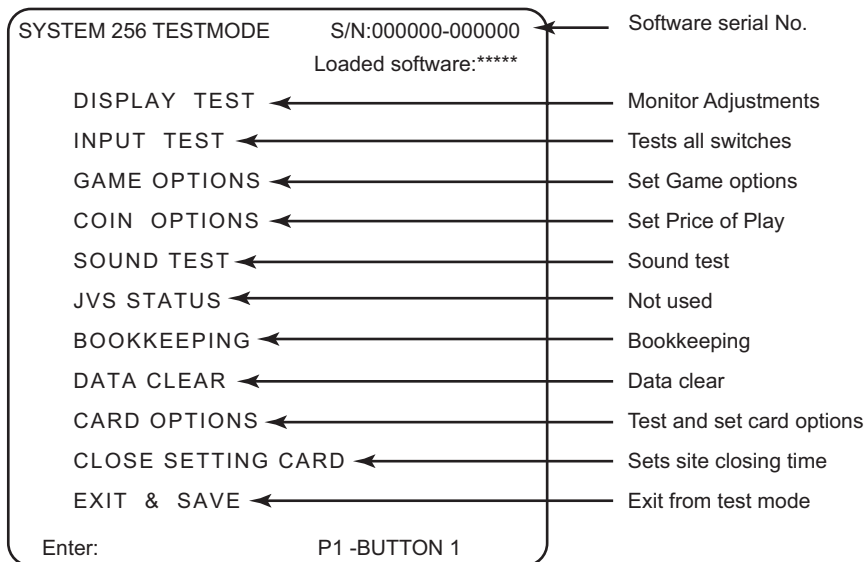 SYSTEM 256 TESTMODE S/N:000000-000000 Software serial No.
Loaded software:*****
DISPLAY TEST Monitor Adjustments
INPUT TEST Tests all switches
GAME OPTIONS Set Game options
COIN OPTIONS Set Price of Play
SOUND TEST Sound test
JVS STATUS Not used
BOOKKEEPING Bookkeeping
DATA CLEAR Data clear
CARD OPTIONS Test and set card options
CLOSE SETTING CARD Sets site closing time
EXIT & SAVE Exit from test mode
Enter: P1 -BUTTON 1